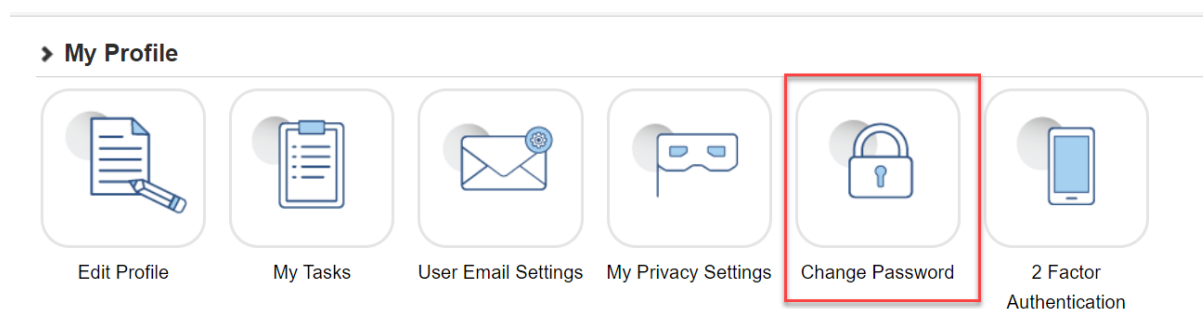 My Profile
Edit Profile
My Tasks
User Email Settings
My Privacy Settings
Change Password
2 Factor
Authentication